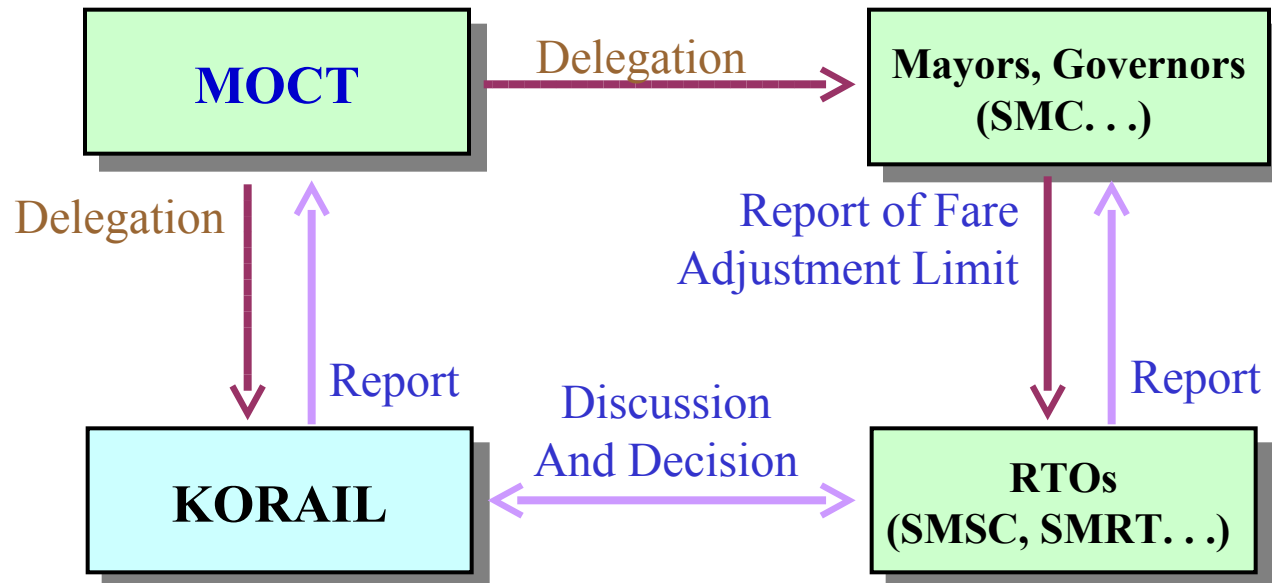 MOCT
Delegation
Mayors, Governors
(SMC. . .)
Delegation
Report
Report of Fare
Adjustment Limit
Report
Discussion
And Decision
KORAIL
RTOs
(SMSC, SMRT. . .)